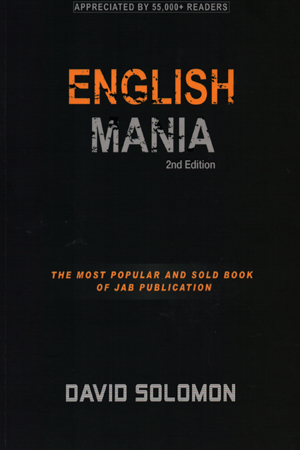 APPRECIATED BY 55,000+ READERS
ENGLISH
MANIA
2nd Edition
THE MOST POPULAR AND SOLD BOOK
OF JAB PUBLICATION
DAVID SOLOMON